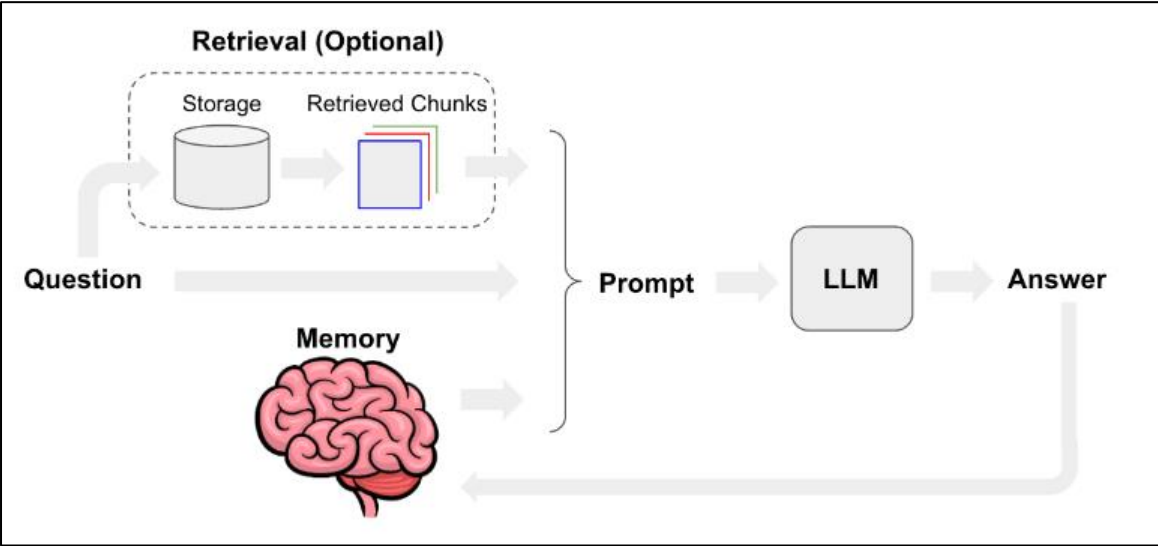 Retrieval (Optional)
Storage
Retrieved Chunks
Question
Prompt
LLM
Answer
Memory